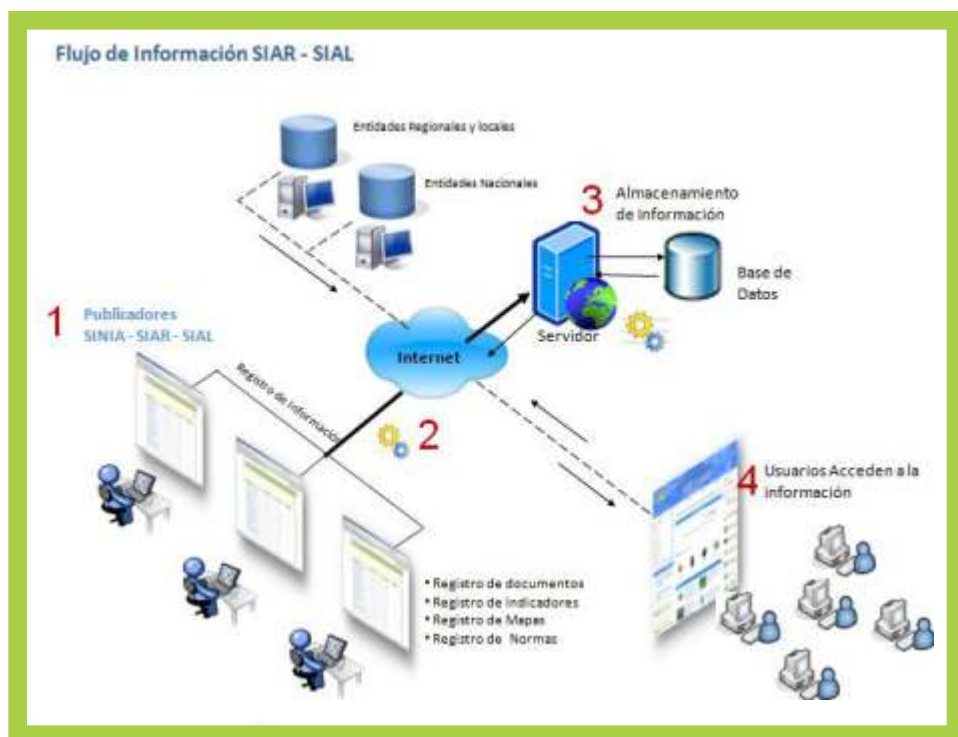 Flujo de Información SIAR - SIAL
Entidades Regionales y locales
Entidades Nacionales
3 Almacenamiento
de Información
Base de
Datos
Servidor
1 Publicadores
SINIA - SIAR - SIAL
Internet
Registro de Información
2
4 Usuarios Acceden a la
información
• Registro de documentos
• Registro de Indicadores
• Registro de Mapas
• Registro de Normas